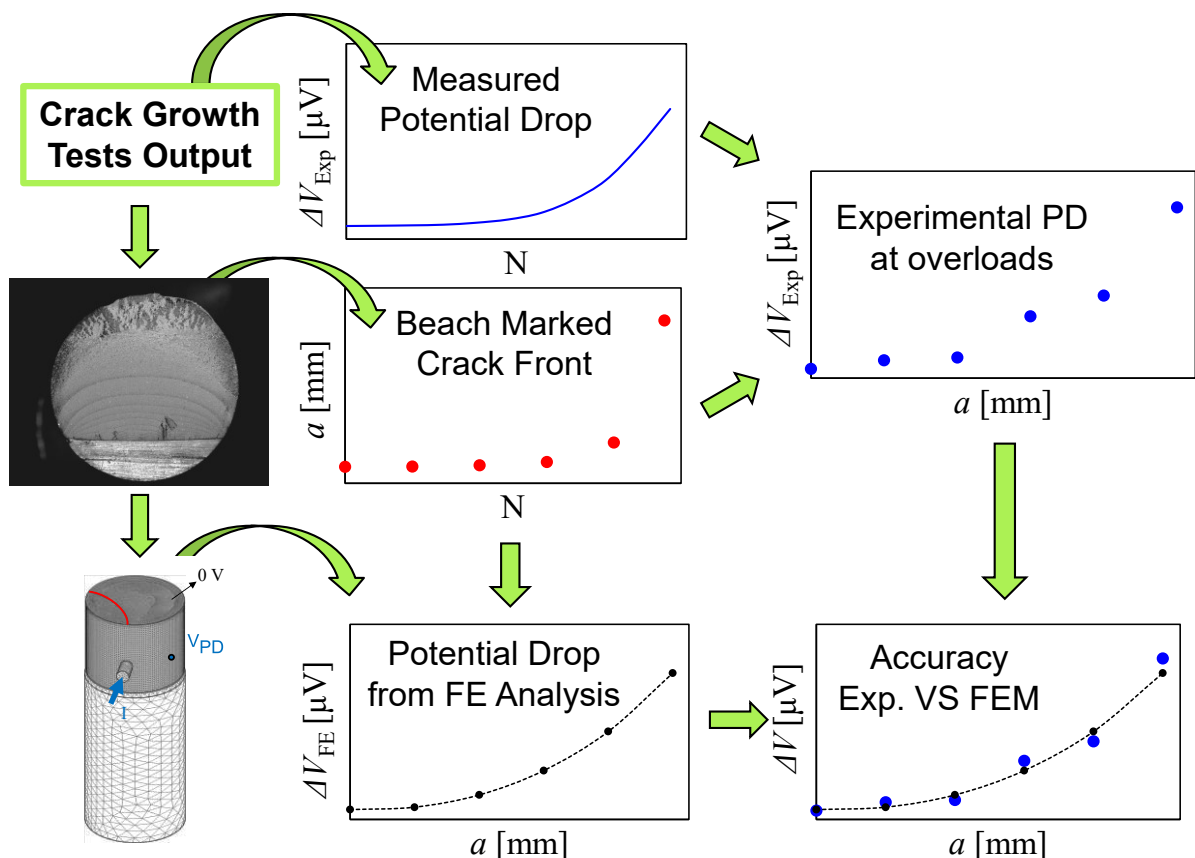 Crack Growth
Tests Output
ΔV_Exp [μV]
Measured
Potential Drop
N
a [mm]
Beach Marked
Crack Front
N
ΔV_Exp [μV]
Experimental PD
at overloads
a [mm]
0 V
V_PD
I
ΔV_FE [μV]
Potential Drop
from FE Analysis
a [mm]
ΔV [μV]
Accuracy
Exp. VS FEM
a [mm]